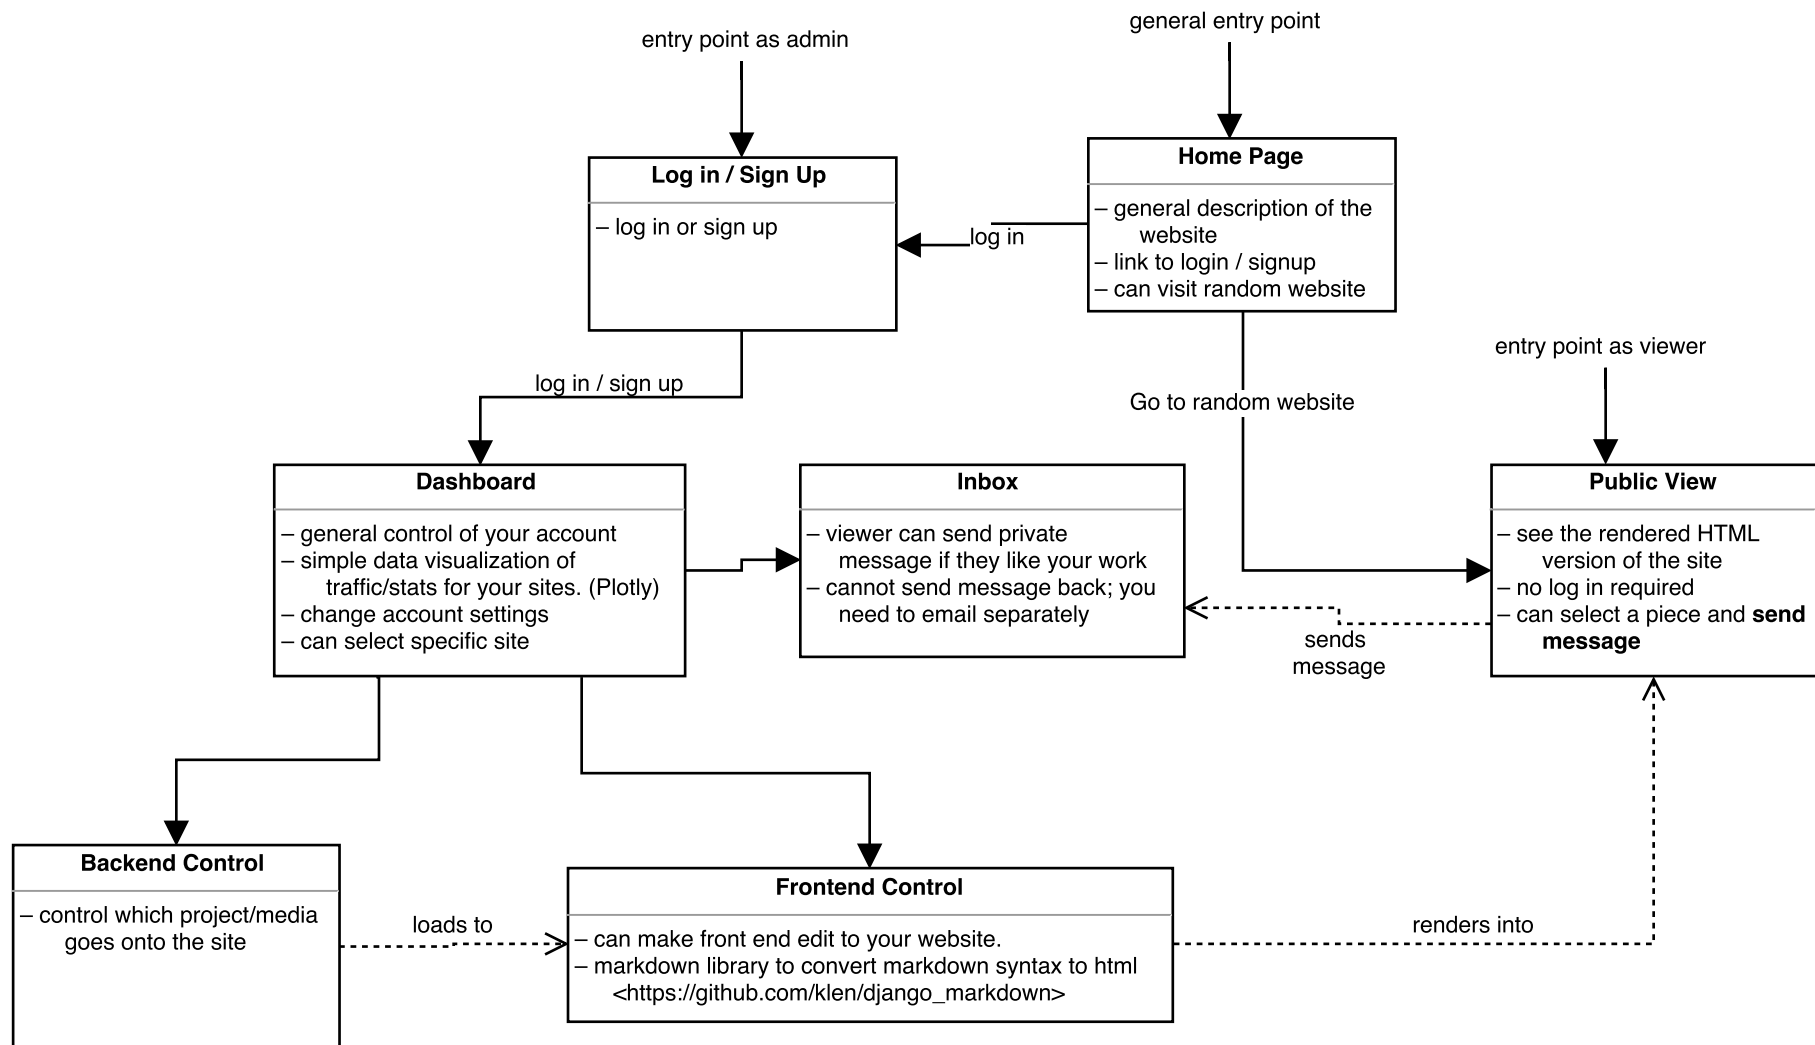 general entry point
entry point as admin
Home Page
– general description of the
website
– link to login / signup
– can visit random website
Log in / Sign Up
– log in or sign up
log in
entry point as viewer
log in / sign up
Go to random website
Dashboard
– general control of your account
– simple data visualization of
traffic/stats for your sites. (Plotly)
– change account settings
– can select specific site
Inbox
– viewer can send private
message if they like your work
– cannot send message back; you
need to email separately
Public View
– see the rendered HTML
version of the site
– no log in required
– can select a piece and send
message
sends
message
Backend Control
– control which project/media
goes onto the site
loads to
Frontend Control
– can make front end edit to your website.
– markdown library to convert markdown syntax to html
<https://github.com/klen/django_markdown>
renders into